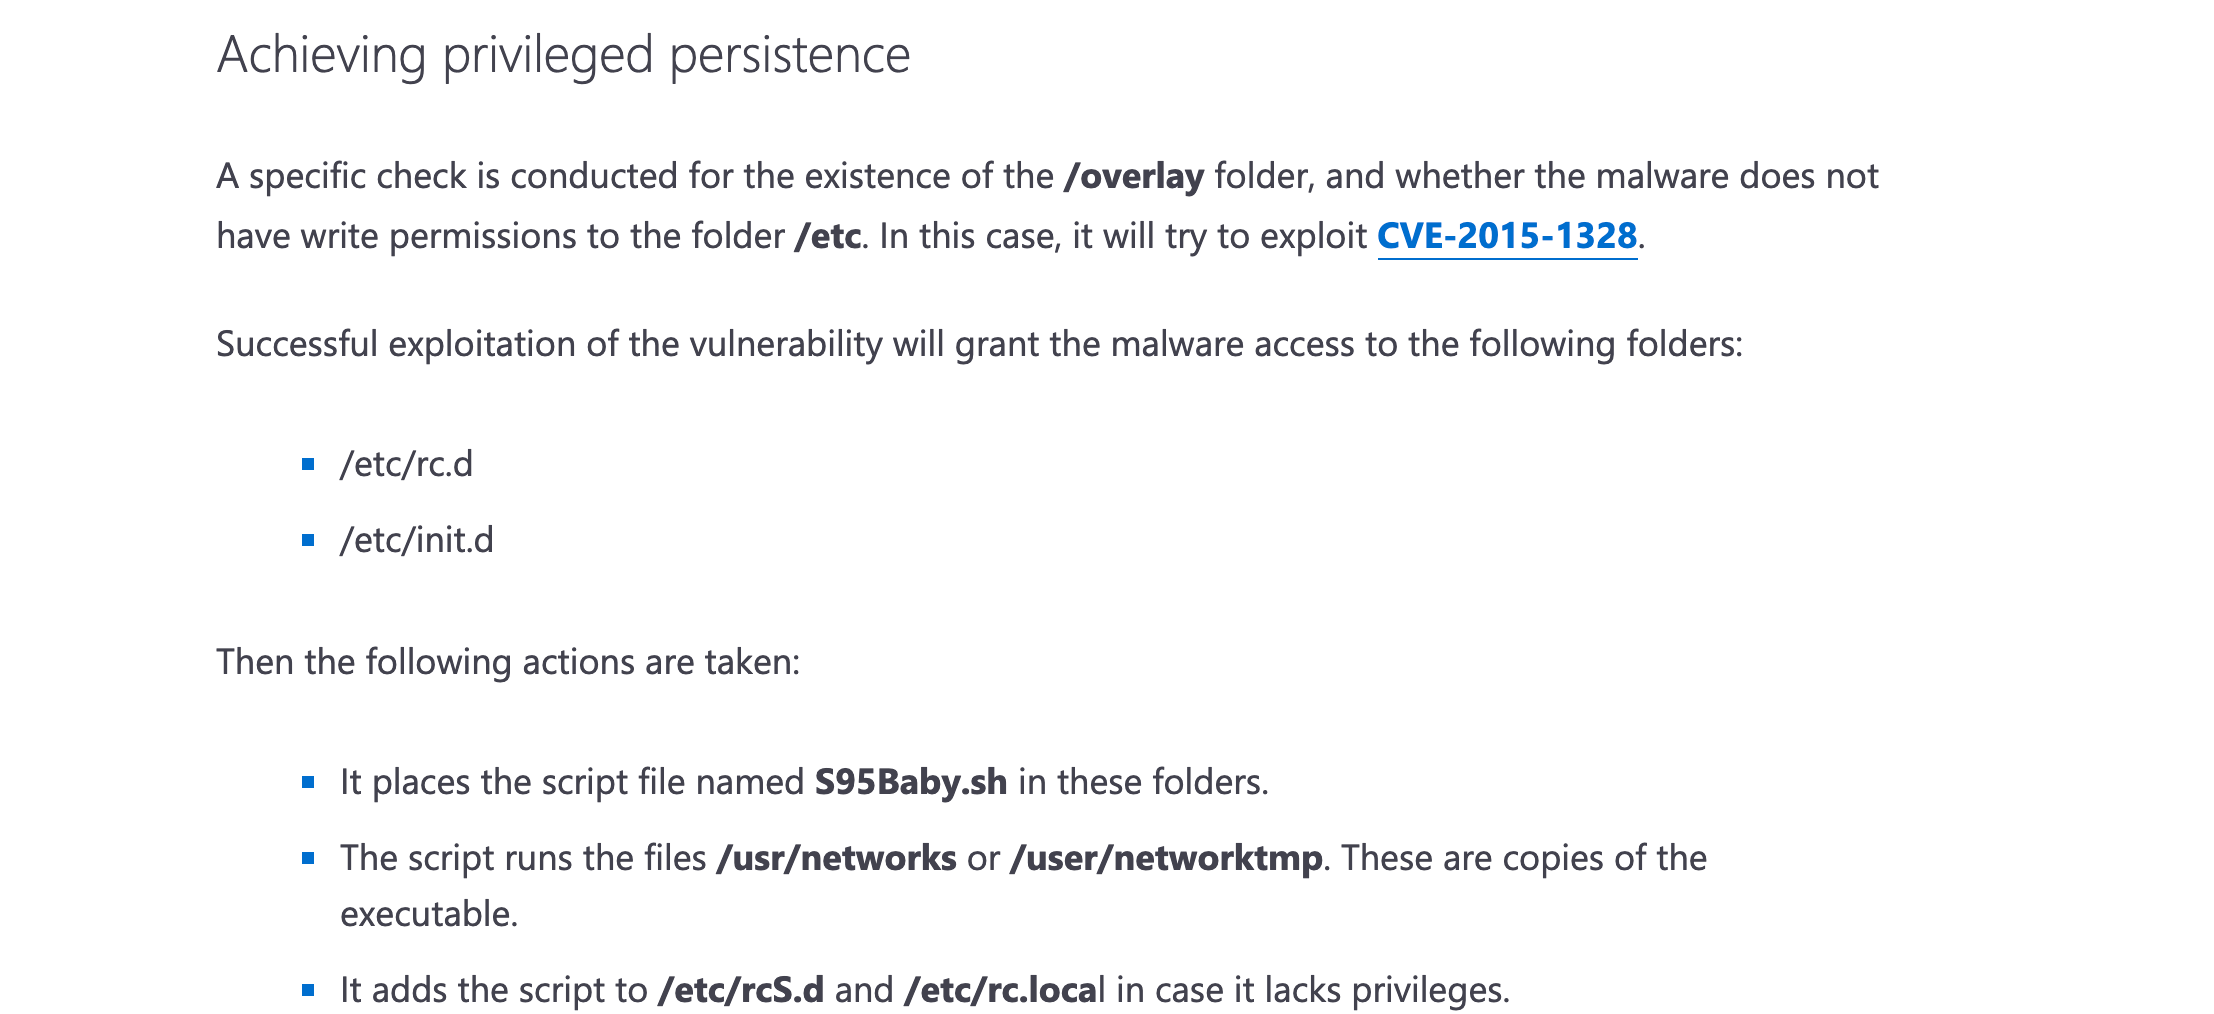 Achieving privileged persistence
A specific check is conducted for the existence of the /overlay folder, and whether the malware does not
have write permissions to the folder /etc. In this case, it will try to exploit CVE-2015-1328.
Successful exploitation of the vulnerability will grant the malware access to the following folders:
/etc/rc.d
/etc/init.d
Then the following actions are taken:
It places the script file named S95Baby.sh in these folders.
The script runs the files /usr/networks or /user/networktmp. These are copies of the
executable.
It adds the script to /etc/rcS.d and /etc/rc.local in case it lacks privileges.